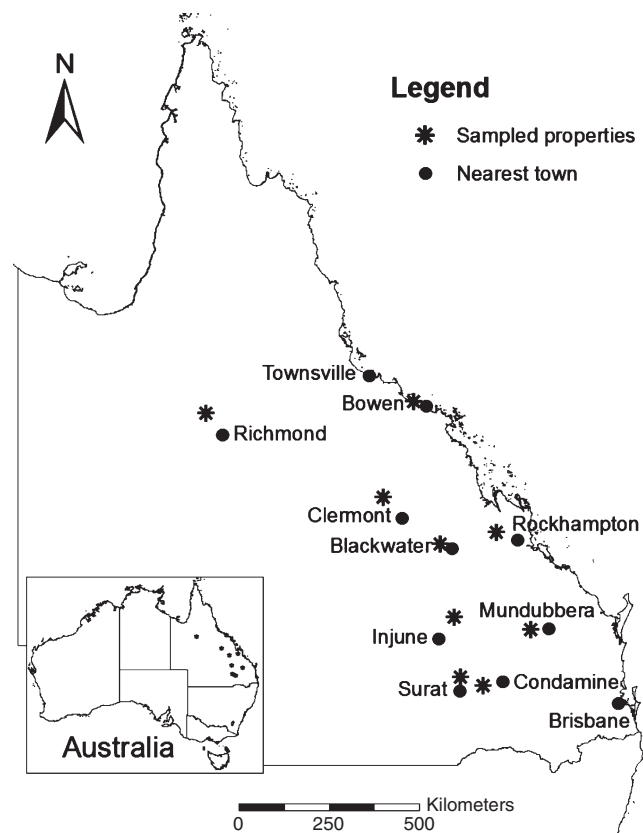 N
Legend
Sampled properties
Nearest town
Townsville
Bowen
Richmond
Clermont
Rockhampton
Blackwater
Mundubbera
Injune
Surat
Condamine
Brisbane
Australia
Kilometers
0 250 500